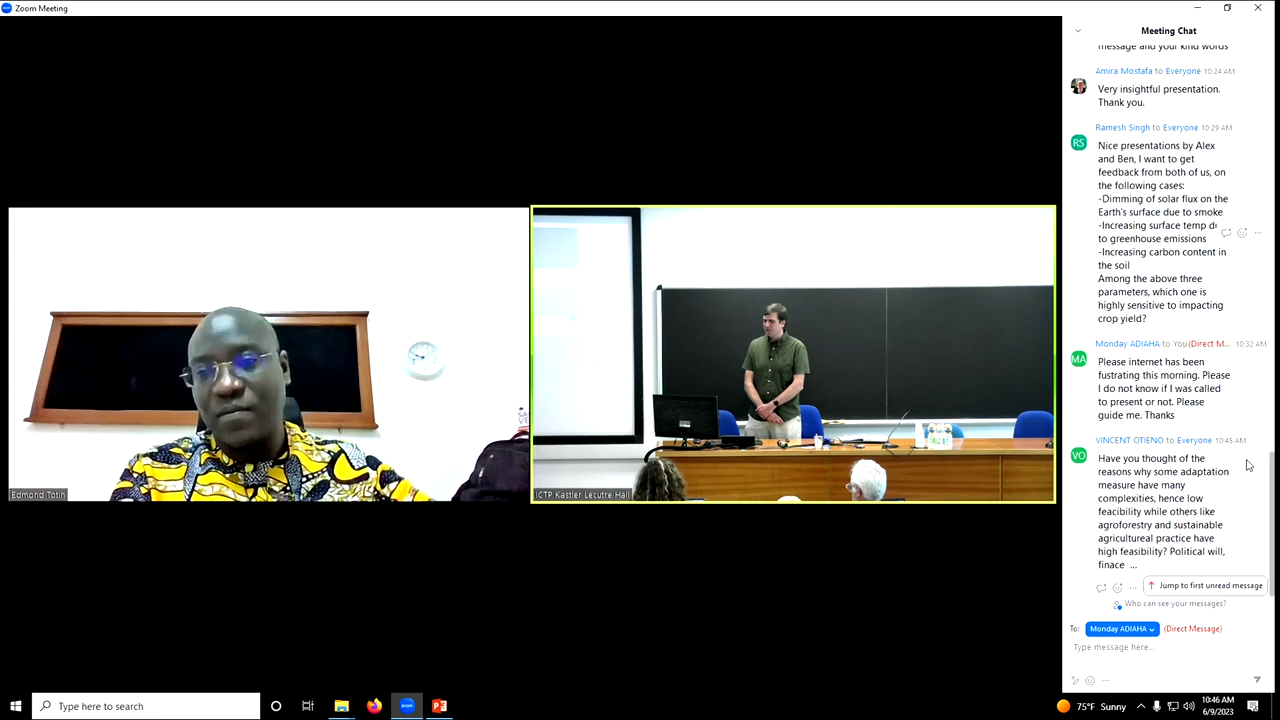 Zoom Meeting
Meeting Chat
message and your kind words
Amira Mostafa to Everyone 10:24 AM
Very insightful presentation.
Thank you.
Ramesh Singh to Everyone 10:29 AM
RS
Nice presentations by Alex
and Ben, I want to get
feedback from both of us, on
the following cases:
-Dimming of solar flux on the
Earth's surface due to smoke
-Increasing surface temp du
to greenhouse emissions
-Increasing carbon content in
the soil
Among the above three
parameters, which one is
highly sensitive to impacting
crop yield?
Monday ADIAHA to You (Direct M... 10:32 AM
MA
Please internet has been
fustrating this morning. Please
I do not know if I was called
to present or not. Please
guide me. Thanks
VINCENT OTIENO to Everyone 10:45 AM
VO
Have you thought of the
reasons why some adaptation
measure have many
complexities, hence low
feacibility while others like
agroforestry and sustainable
agricultureal practice have
high feasibility? Political will,
finace ...
Jump to first unread message
Who can see your messages?
To: Monday ADIAHA (Direct Message)
Type message here...
Edmond Totin
ICTP Kastler Lecutre Hall
Type here to search
75°F Sunny
10:46 AM
6/9/2023